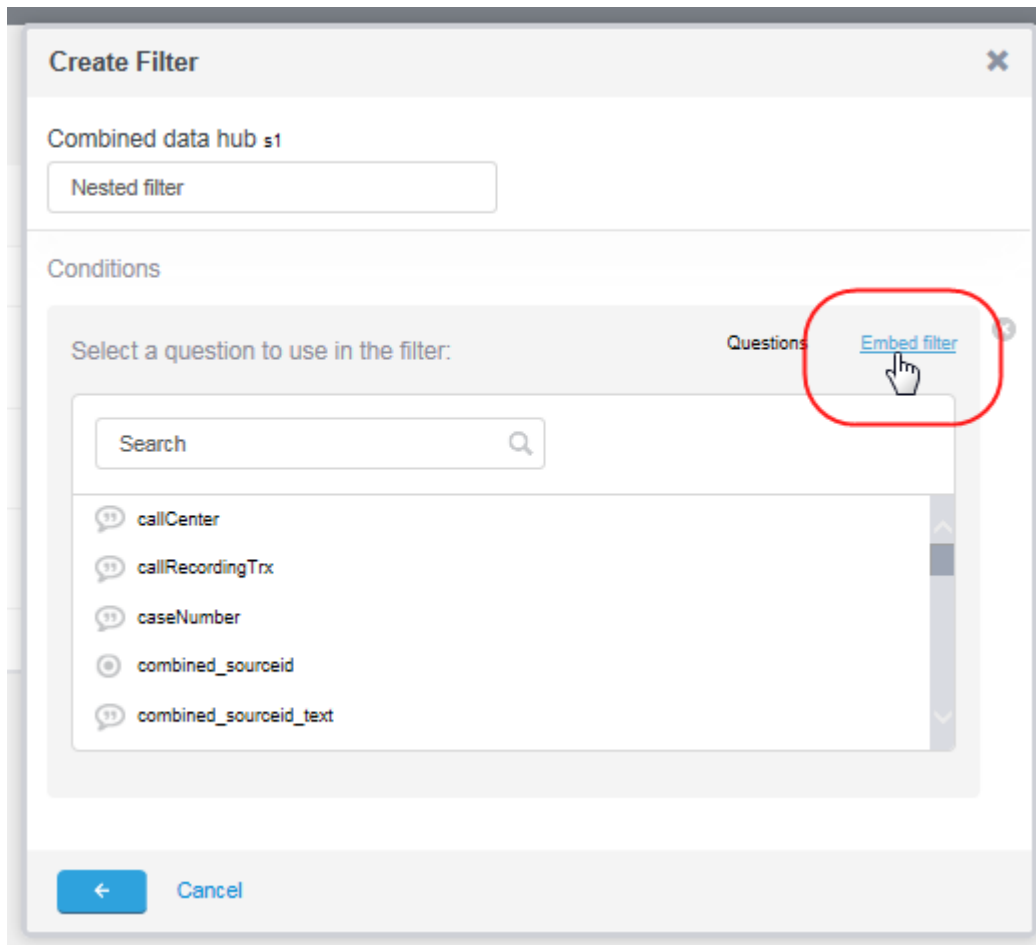 Create Filter
Combined data hub s1
Nested filter
Conditions
Select a question to use in the filter:
Questions
Embed filter
Search
callCenter
callRecordingTrx
caseNumber
combined_sourceid
combined_sourceid_text
Cancel